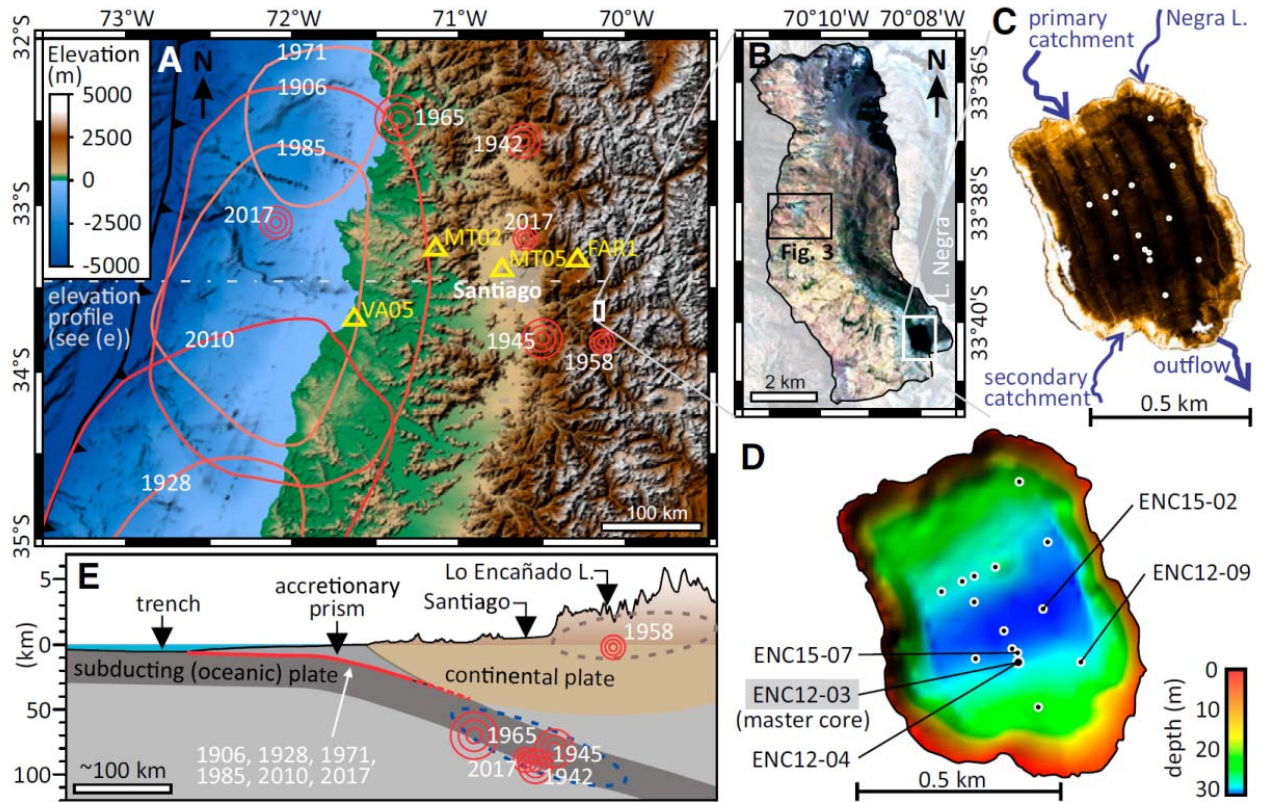 73°W
72°W
71°W
70°W
32°S
33°S
34°S
35°S
Elevation
(m)
5000
2500
0
-2500
-5000
A
N
1971
1906
1965
1942
1985
2017
2017
MT02
MT05
FAR1
Santiago
elevation
profile
(see (e))
VA05
2010
1945
1958
1928
100 km
70°10'W
70°08'W
B
N
33°36'S
33°38'S
33°40'S
Fig. 3
L. Negra
2 km
C
primary
catchment
Negra L.
secondary
catchment
outflow
0.5 km
D
ENC15-02
ENC12-09
ENC15-07
ENC12-03
(master core)
ENC12-04
0.5 km
0
10
20
30
depth (m)
E
5
0
50
100
(km)
trench
accretionary
prism
Santiago
Lo Encañado L.
1958
subducting (oceanic) plate
continental plate
1965
1945
2017
1942
1906, 1928, 1971,
1985, 2010, 2017
~100 km